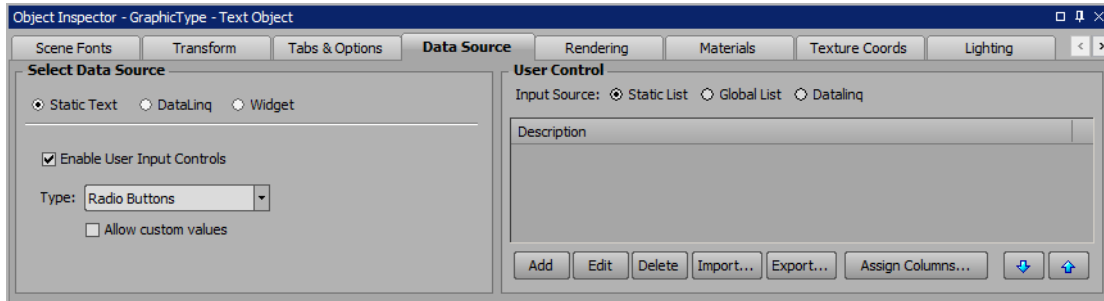 Object Inspector - GraphicType - Text Object
Scene Fonts Transform Tabs & Options Data Source Rendering Materials Texture Coords Lighting
Select Data Source
Static Text DataLinq Widget
Enable User Input Controls
Type: Radio Buttons
Allow custom values
User Control
Input Source: Static List Global List Datalinq
Description
Add Edit Delete Import... Export... Assign Columns...